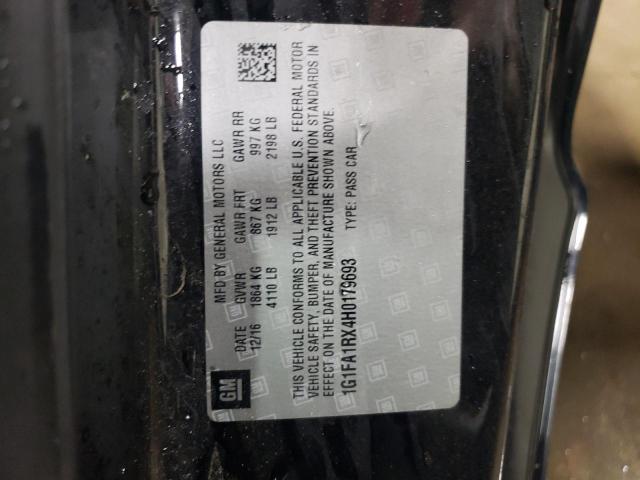 GM
MFD BY GENERAL MOTORS LLC
DATE GVWR GAWR FRT GAWR RR
12/16 1864 KG 867 KG 997 KG
4110 LB 1912 LB 2198 LB
THIS VEHICLE CONFORMS TO ALL APPLICABLE U.S. FEDERAL MOTOR
VEHICLE SAFETY, BUMPER, AND THEFT PREVENTION STANDARDS IN
EFFECT ON THE DATE OF MANUFACTURE SHOWN ABOVE.
1G1FA1RX4H0179693 TYPE: PASS CAR